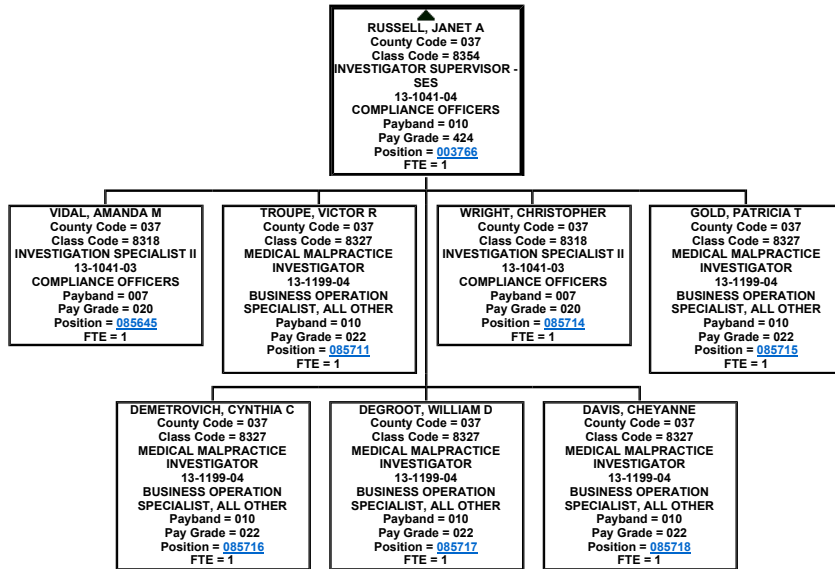 RUSSELL, JANET A
County Code = 037
Class Code = 8354
INVESTIGATOR SUPERVISOR -
SES
13-1041-04
COMPLIANCE OFFICERS
Payband = 010
Pay Grade = 424
Position = 003766
FTE = 1
VIDAL, AMANDA M
County Code = 037
Class Code = 8318
INVESTIGATION SPECIALIST II
13-1041-03
COMPLIANCE OFFICERS
Payband = 007
Pay Grade = 020
Position = 085645
FTE = 1
TROUPE, VICTOR R
County Code = 037
Class Code = 8327
MEDICAL MALPRACTICE
INVESTIGATOR
13-1199-04
BUSINESS OPERATION
SPECIALIST, ALL OTHER
Payband = 010
Pay Grade = 022
Position = 085711
FTE = 1
WRIGHT, CHRISTOPHER
County Code = 037
Class Code = 8318
INVESTIGATION SPECIALIST II
13-1041-03
COMPLIANCE OFFICERS
Payband = 007
Pay Grade = 020
Position = 085714
FTE = 1
GOLD, PATRICIA T
County Code = 037
Class Code = 8327
MEDICAL MALPRACTICE
INVESTIGATOR
13-1199-04
BUSINESS OPERATION
SPECIALIST, ALL OTHER
Payband = 010
Pay Grade = 022
Position = 085715
FTE = 1
DEMETROVICH, CYNTHIA C
County Code = 037
Class Code = 8327
MEDICAL MALPRACTICE
INVESTIGATOR
13-1199-04
BUSINESS OPERATION
SPECIALIST, ALL OTHER
Payband = 010
Pay Grade = 022
Position = 085716
FTE = 1
DEGROOT, WILLIAM D
County Code = 037
Class Code = 8327
MEDICAL MALPRACTICE
INVESTIGATOR
13-1199-04
BUSINESS OPERATION
SPECIALIST, ALL OTHER
Payband = 010
Pay Grade = 022
Position = 085717
FTE = 1
DAVIS, CHEYANNE
County Code = 037
Class Code = 8327
MEDICAL MALPRACTICE
INVESTIGATOR
13-1199-04
BUSINESS OPERATION
SPECIALIST, ALL OTHER
Payband = 010
Pay Grade = 022
Position = 085718
FTE = 1